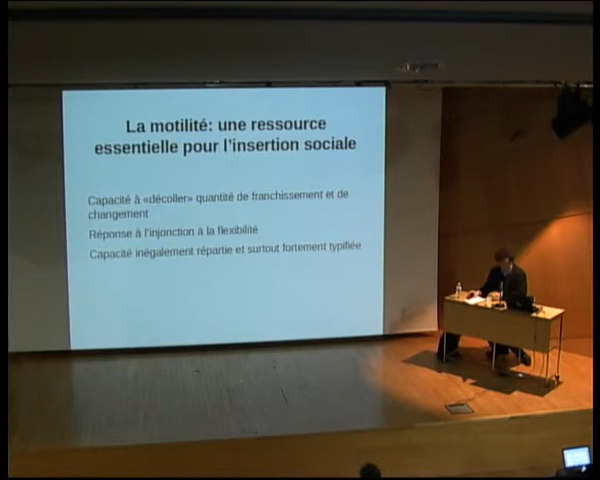 La motilité: une ressource
essentielle pour l'insertion sociale
Capacité à «décoller» quantité de franchissement et de
changement
Réponse à l'injonction à la flexibilité
Capacité inégalement répartie et surtout fortement typifiée